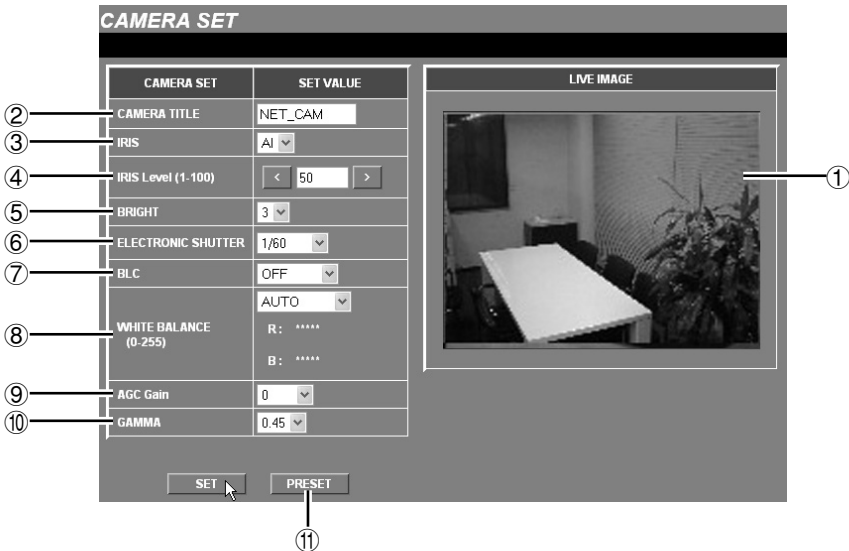 CAMERA SET
CAMERA SET SET VALUE
LIVE IMAGE
② CAMERA TITLE NET_CAM
③ IRIS AI
④ IRIS Level (1-100) < 50 >
①
⑤ BRIGHT 3
⑥ ELECTRONIC SHUTTER 1/60
⑦ BLC OFF
⑧ WHITE BALANCE (0-255) AUTO
R: *****
B: *****
⑨ AGC Gain 0
⑩ GAMMA 0.45
SET PRESET
⑪